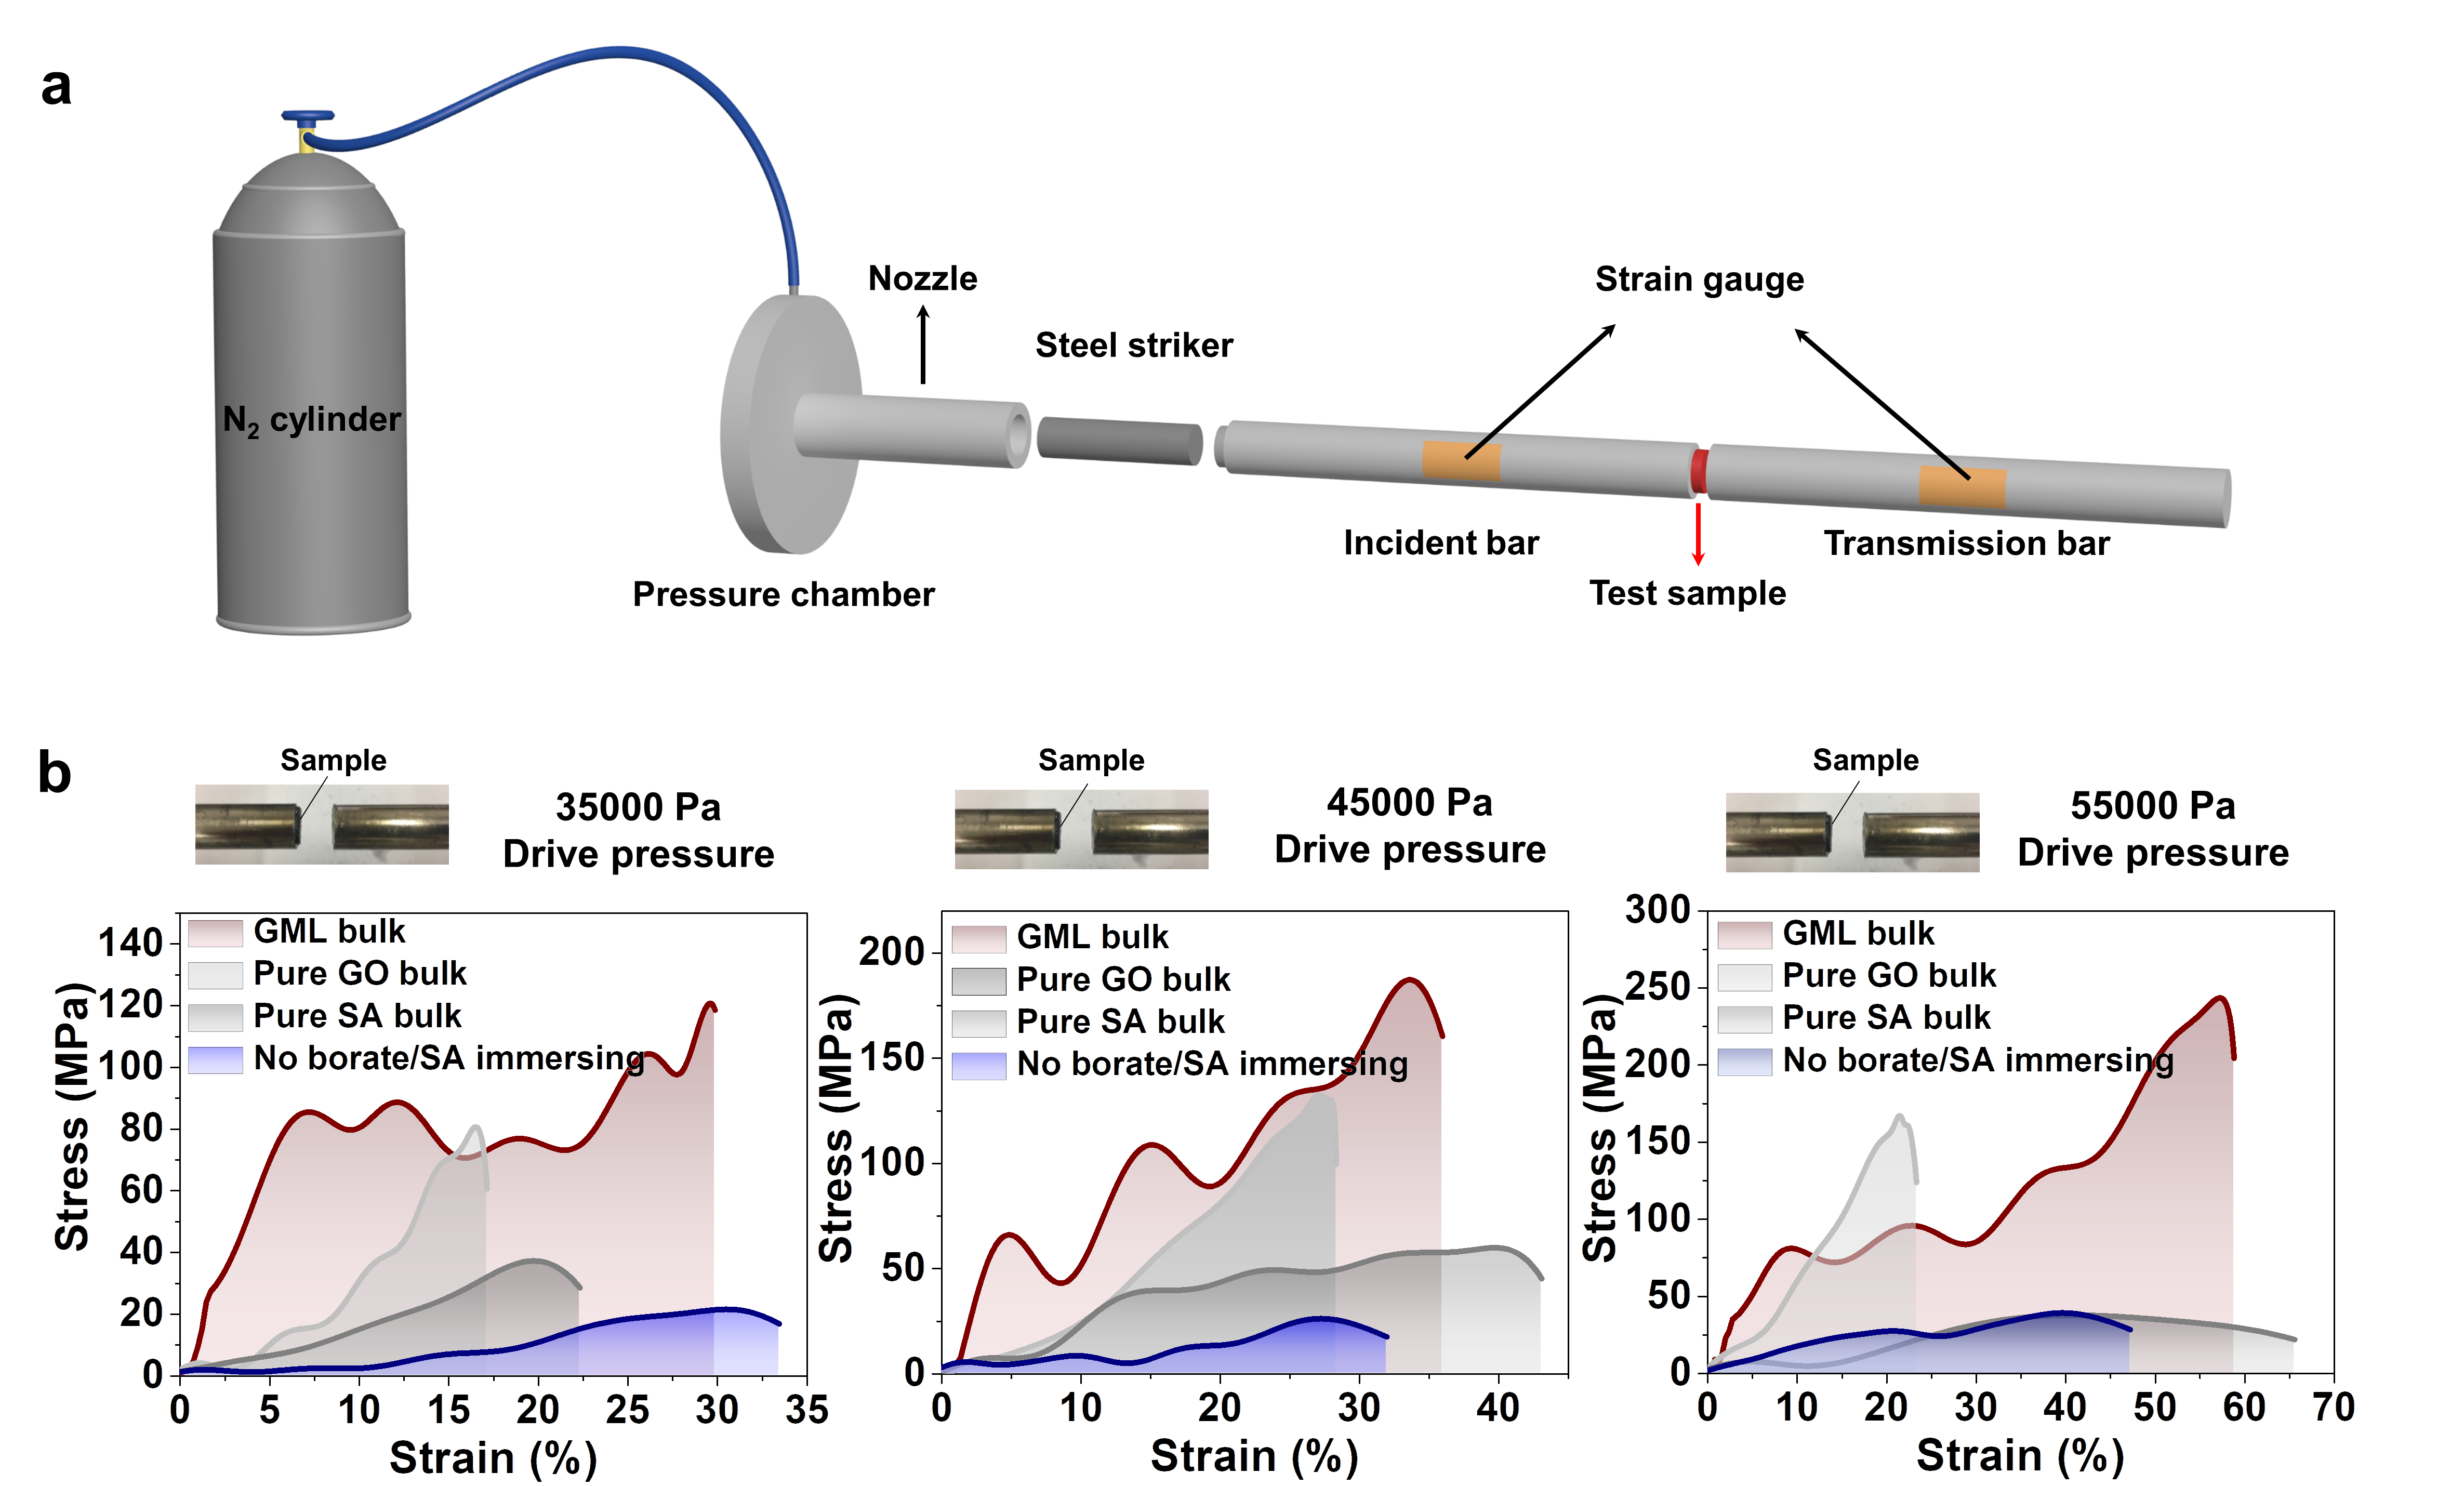 a
N2 cylinder
Nozzle
Steel striker
Strain gauge
Pressure chamber
Incident bar
Test sample
Transmission bar
b
Sample
35000 Pa
Drive pressure
Stress (MPa)
140
120
100
80
60
40
20
0
GML bulk
Pure GO bulk
Pure SA bulk
No borate/SA immersing
0 5 10 15 20 25 30 35
Strain (%)
Sample
45000 Pa
Drive pressure
Stress (MPa)
200
150
100
50
0
GML bulk
Pure GO bulk
Pure SA bulk
No borate/SA immersing
0 10 20 30 40
Strain (%)
Sample
55000 Pa
Drive pressure
Stress (MPa)
300
250
200
150
100
50
0
GML bulk
Pure GO bulk
Pure SA bulk
No borate/SA immersing
0 10 20 30 40 50 60 70
Strain (%)